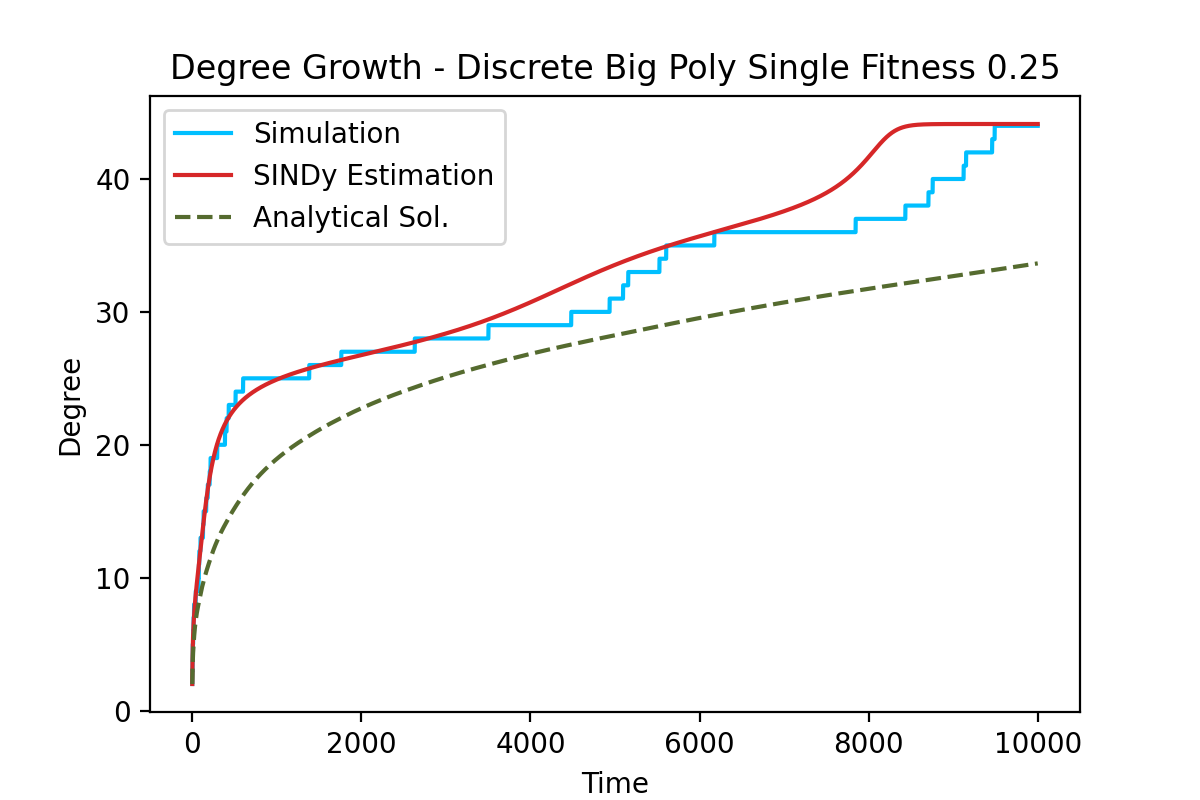 Degree Growth - Discrete Big Poly Single Fitness 0.25
Simulation
SINDy Estimation
Analytical Sol.
40
30
20
10
0
Degree
0 2000 4000 6000 8000 10000
Time